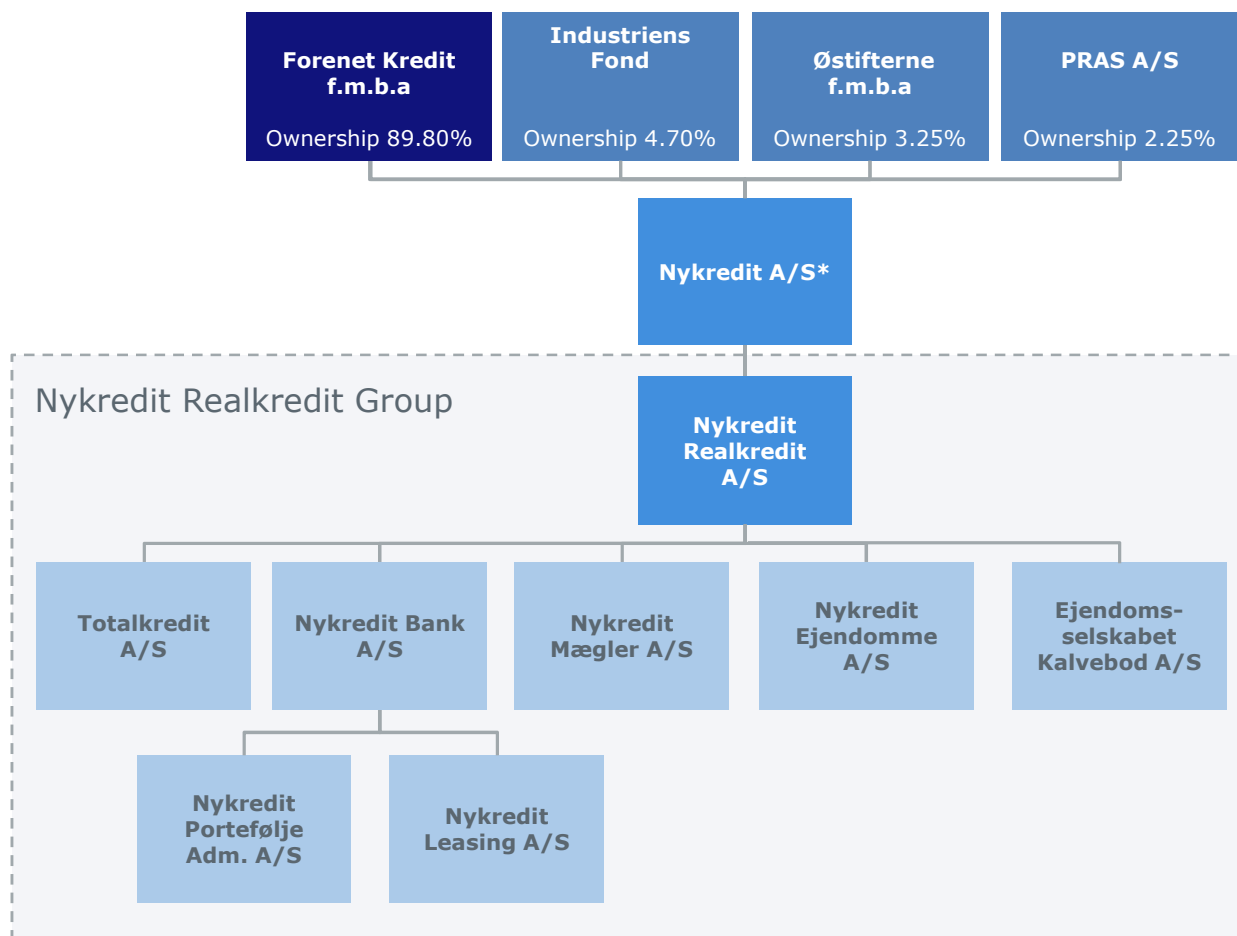 Forenet Kredit
f.m.b.a
Ownership 89.80%
Industriens
Fond
Ownership 4.70%
Østifterne
f.m.b.a
Ownership 3.25%
PRAS A/S
Ownership 2.25%
Nykredit A/S*
Nykredit Realkredit Group
Nykredit
Realkredit
A/S
Totalkredit
A/S
Nykredit Bank
A/S
Nykredit
Mægler A/S
Nykredit
Ejendomme
A/S
Ejendoms-
selskabet
Kalvebod A/S
Nykredit
Portefølje
Adm. A/S
Nykredit
Leasing A/S